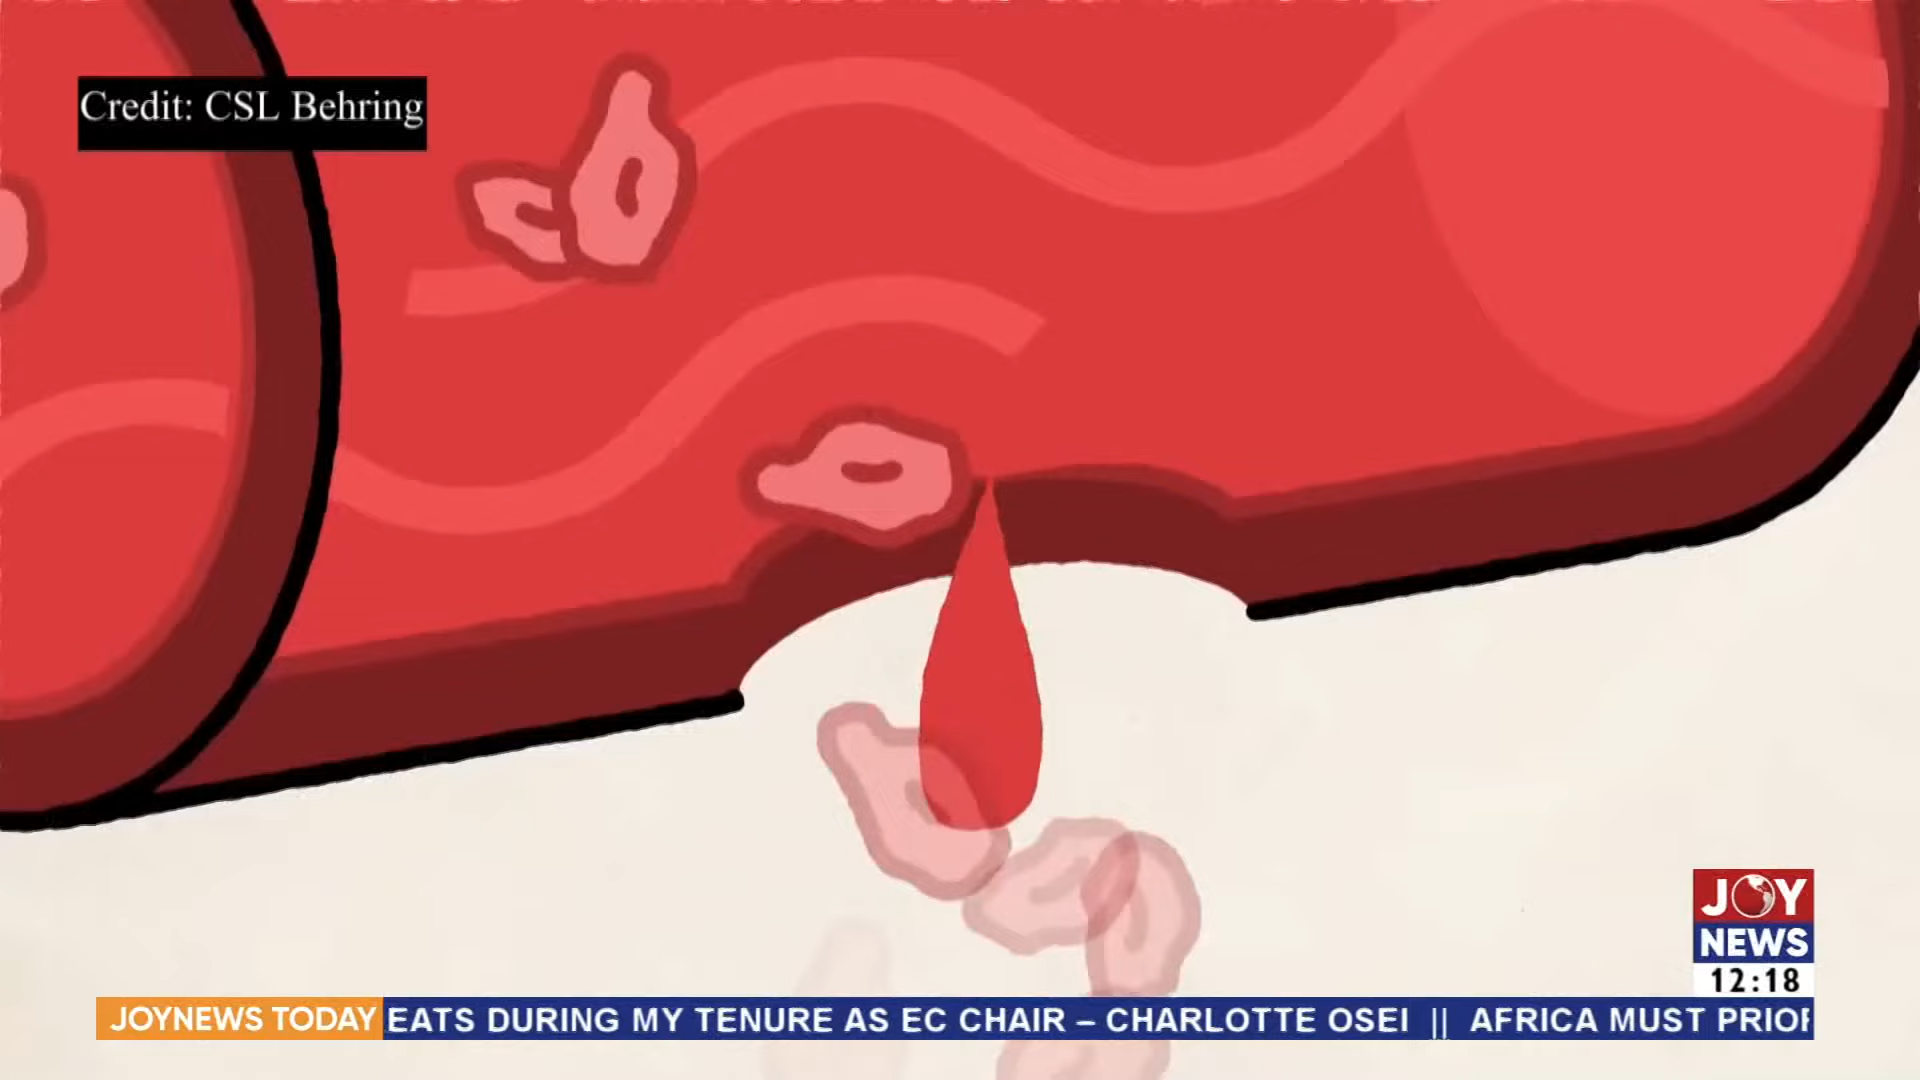 Credit: CSL Behring
JOY
NEWS
12:18
JOYNEWS TODAY
EATS DURING MY TENURE AS EC CHAIR – CHARLOTTE OSEI || AFRICA MUST